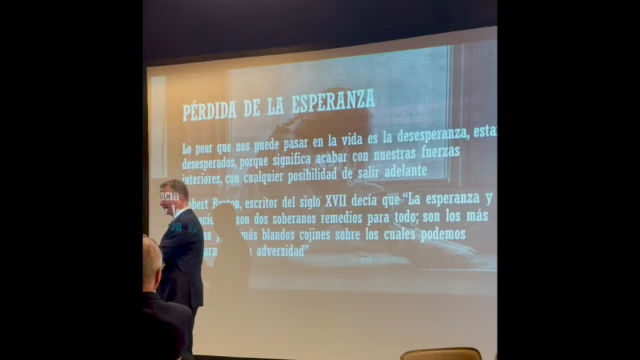 PÉRDIDA DE LA ESPERANZA
Lo peor que nos puede pasar en la vida es la desesperanza, esta
desesperados, porque significa acabar con nuestras fuerzas
interiores, con cualquier posibilidad de salir adelante
bert escritor del siglo XVII decía que “La esperanza y
son dos soberanos remedios para todo; son los más
más blandos cojines sobre los cuales podemos
adversidad”